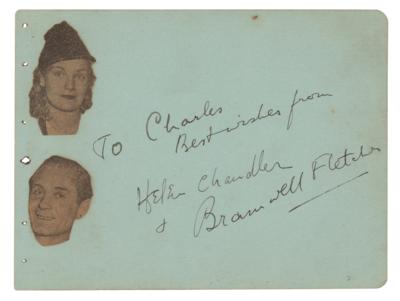 To Charles
Best wishes from
Helen Chandler
& Bramwell Fletcher